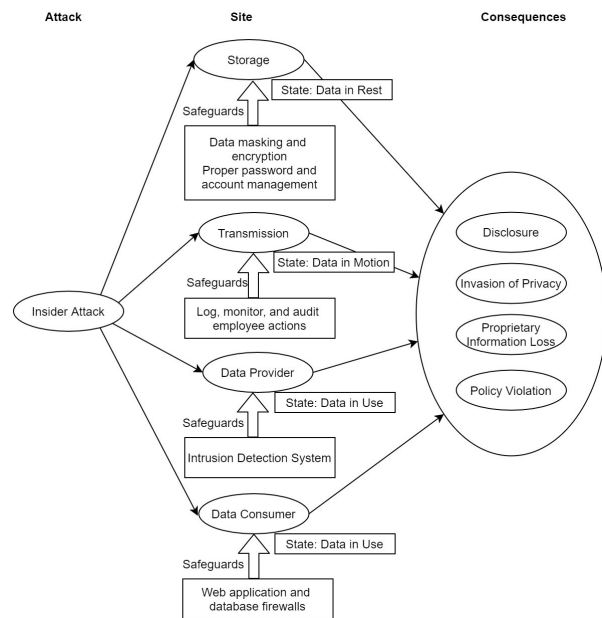 Attack
Site
Consequences
Storage
State: Data in Rest
Safeguards
Data masking and
encryption
Proper password and
account management
Transmission
State: Data in Motion
Safeguards
Log, monitor, and audit
employee actions
Insider Attack
Data Provider
State: Data in Use
Safeguards
Intrusion Detection System
Data Consumer
State: Data in Use
Safeguards
Web application and
database firewalls
Disclosure
Invasion of Privacy
Proprietary
Information Loss
Policy Violation